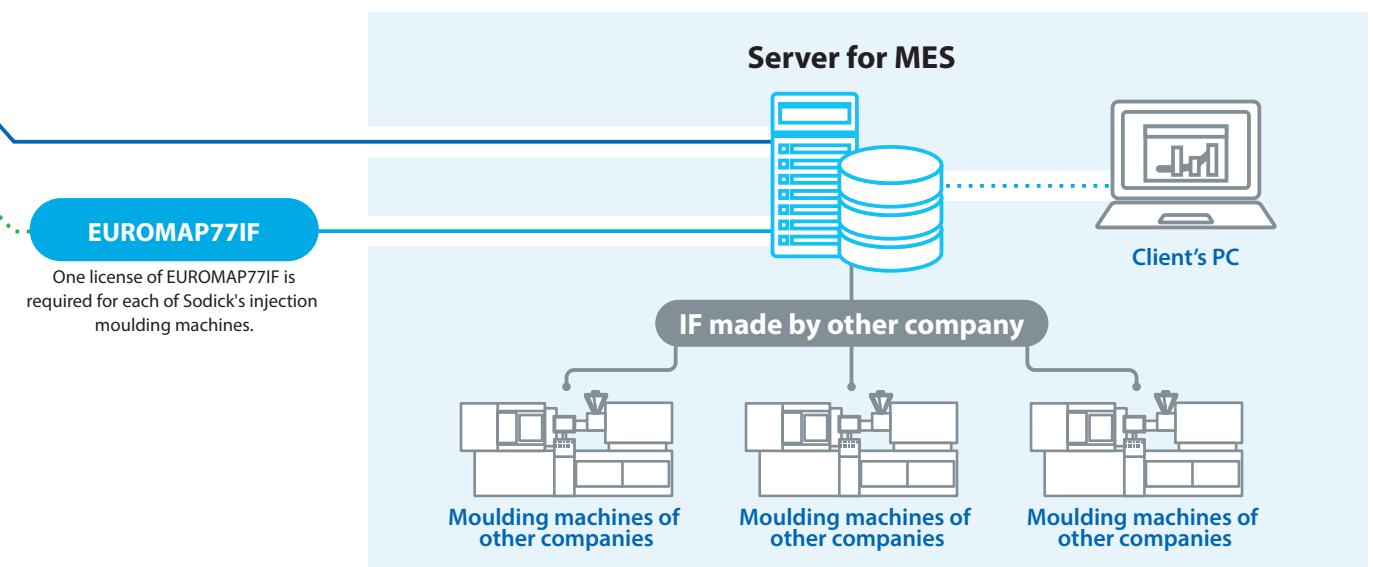 Server for MES
EUROMAP77IF
One license of EUROMAP77IF is
required for each of Sodick's injection
moulding machines.
Client’s PC
IF made by other company
Moulding machines of
other companies
Moulding machines of
other companies
Moulding machines of
other companies